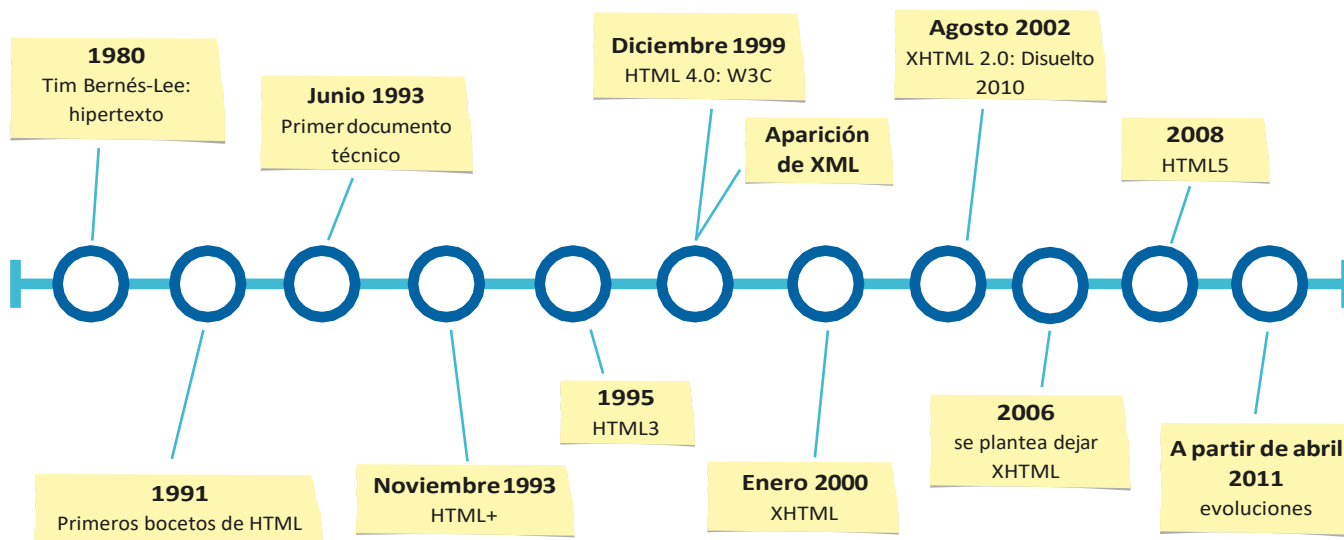 1980
Tim Bernés-Lee:
hipertexto
1991
Primeros bocetos de HTML
Junio 1993
Primer documento
técnico
Noviembre 1993
HTML+
1995
HTML3
Diciembre 1999
HTML 4.0: W3C
Aparición
de XML
Enero 2000
XHTML
Agosto 2002
XHTML 2.0: Disuelto
2010
2006
se plantea dejar
XHTML
2008
HTML5
A partir de abril
2011
evoluciones